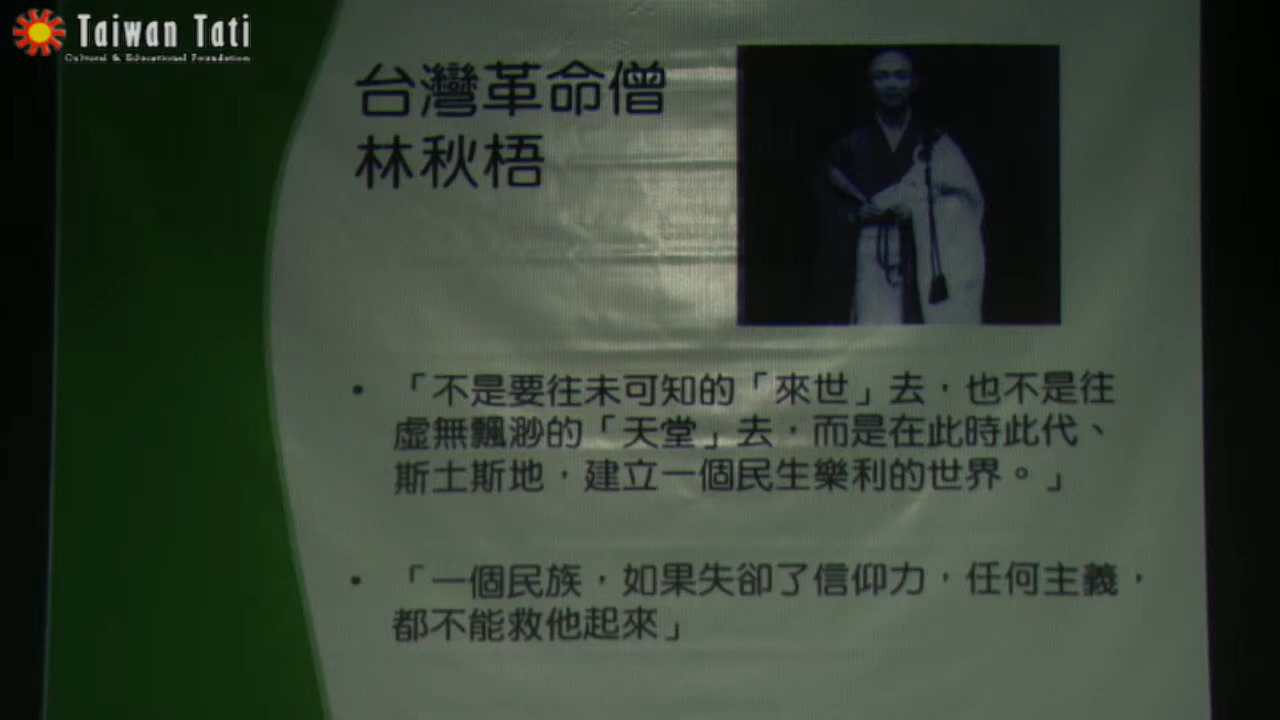 Taiwan Tati
Cultural & Educational Foundation
台灣革命僧
林秋梧
• 「不是要往未可知的「來世」去，也不是往
虛無飄渺的「天堂」去，而是在此時此代、
斯土斯地，建立一個民生樂利的世界。」
• 「一個民族，如果失卻了信仰力，任何主義，
都不能救他起來」